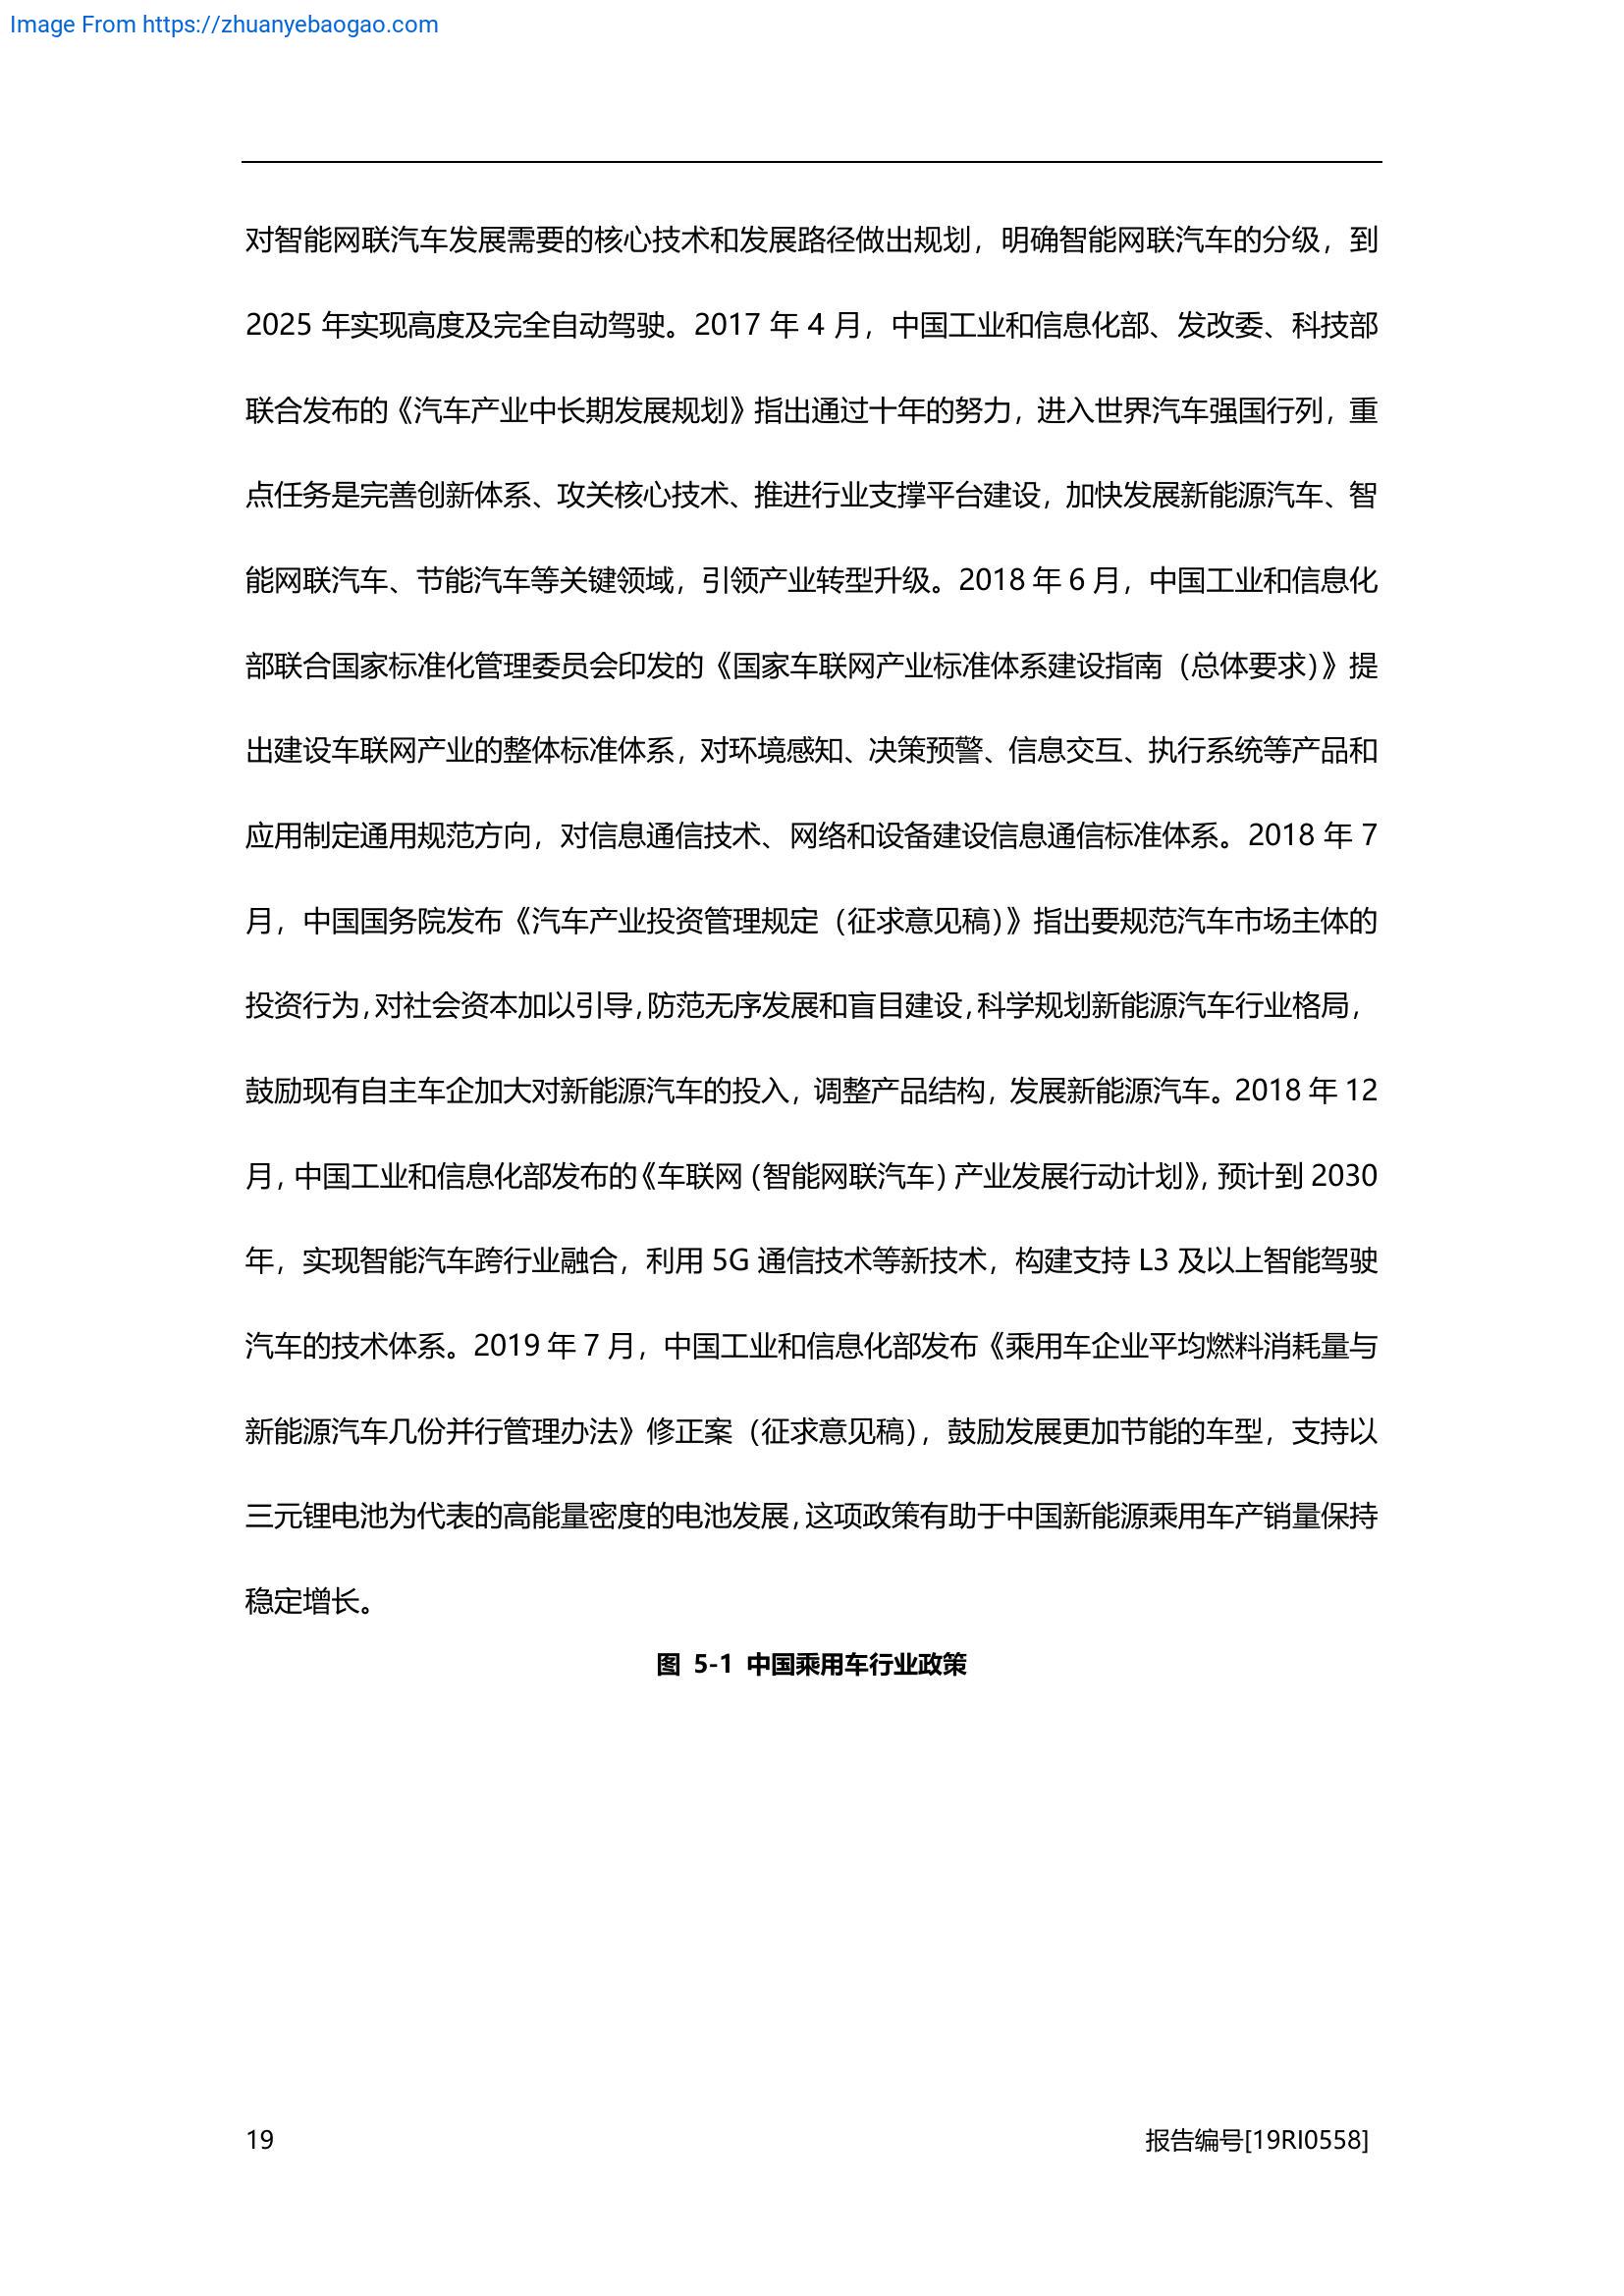 Image From https://zhuanyebaogao.com
对智能网联汽车发展需要的核心技术和发展路径做出规划，明确智能网联汽车的分级，到
2025 年实现高度及完全自动驾驶。2017 年 4 月，中国工业和信息化部、发改委、科技部
联合发布的《汽车产业中长期发展规划》指出通过十年的努力，进入世界汽车强国行列，重
点任务是完善创新体系、攻关核心技术、推进行业支撑平台建设，加快发展新能源汽车、智
能网联汽车、节能汽车等关键领域，引领产业转型升级。2018 年 6 月，中国工业和信息化
部联合国家标准化管理委员会印发的《国家车联网产业标准体系建设指南（总体要求）》提
出建设车联网产业的整体标准体系，对环境感知、决策预警、信息交互、执行系统等产品和
应用制定通用规范方向，对信息通信技术、网络和设备建设信息通信标准体系。2018 年 7
月，中国国务院发布《汽车产业投资管理规定（征求意见稿）》指出要规范汽车市场主体的
投资行为，对社会资本加以引导，防范无序发展和盲目建设，科学规划新能源汽车行业格局，
鼓励现有自主车企加大对新能源汽车的投入，调整产品结构，发展新能源汽车。2018 年 12
月，中国工业和信息化部发布的《车联网（智能网联汽车）产业发展行动计划》，预计到 2030
年，实现智能汽车跨行业融合，利用 5G 通信技术等新技术，构建支持 L3 及以上智能驾驶
汽车的技术体系。2019 年 7 月，中国工业和信息化部发布《乘用车企业平均燃料消耗量与
新能源汽车几份并行管理办法》修正案（征求意见稿），鼓励发展更加节能的车型，支持以
三元锂电池为代表的高能量密度的电池发展，这项政策有助于中国新能源乘用车产销量保持
稳定增长。
图 5-1 中国乘用车行业政策
19 报告编号[19RI0558]